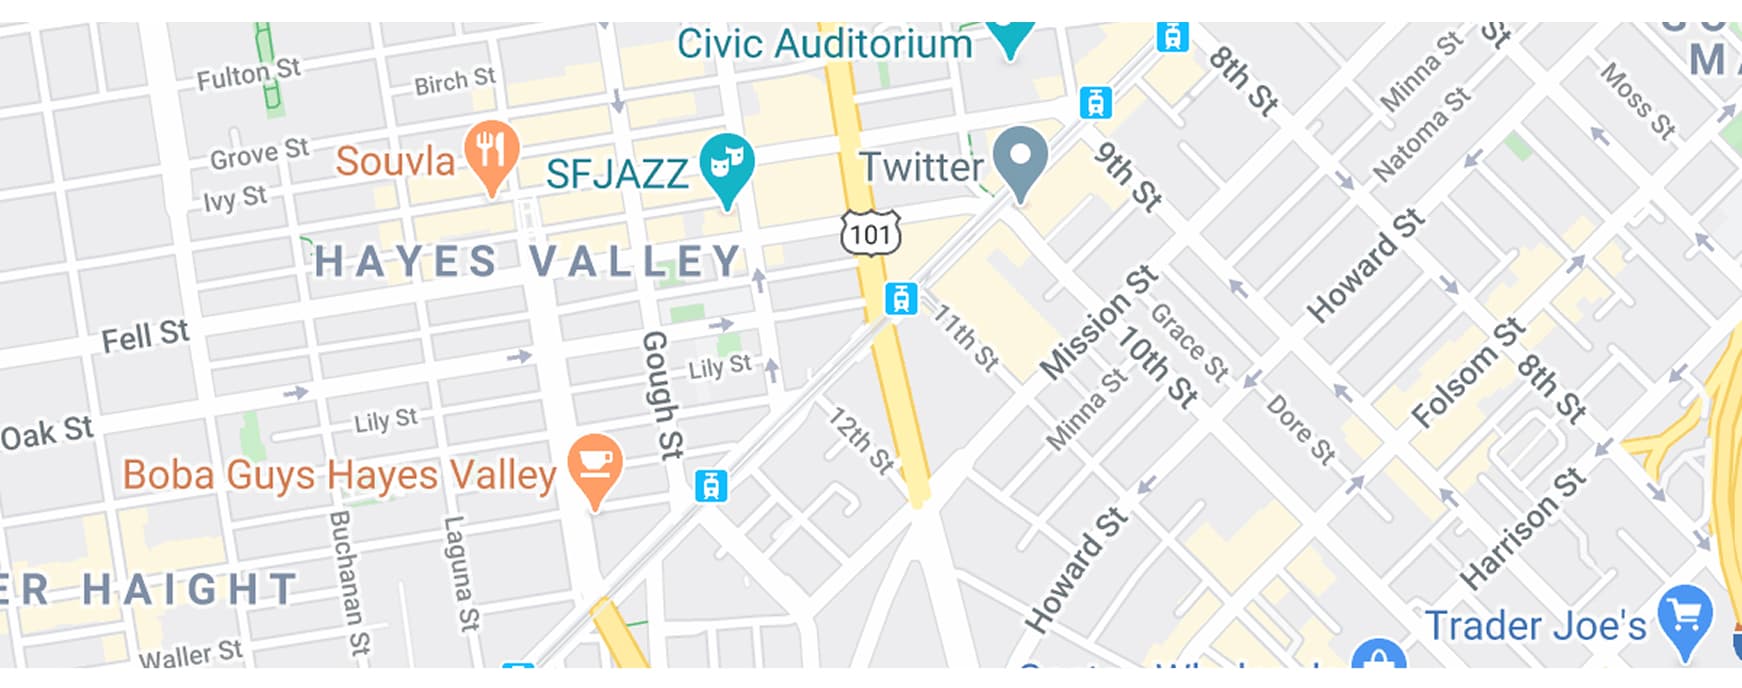 Civic Auditorium
Fulton St
Birch St
8th St
Minna St
St
M
Moss St
Grove St
Souvla
SFJAZZ
Twitter
9th St
Natoma St
Ivy St
101
HAYES VALLEY
Howard St
Fell St
11th St
Mission St
Grace St
10th St
Gough St
Lily St
Folsom St
8th St
Minna St
Dore St
Oak St
Lily St
12th St
Boba Guys Hayes Valley
Harrison St
Buchanan St
Laguna St
Howard St
ER HAIGHT
Trader Joe's
Waller St